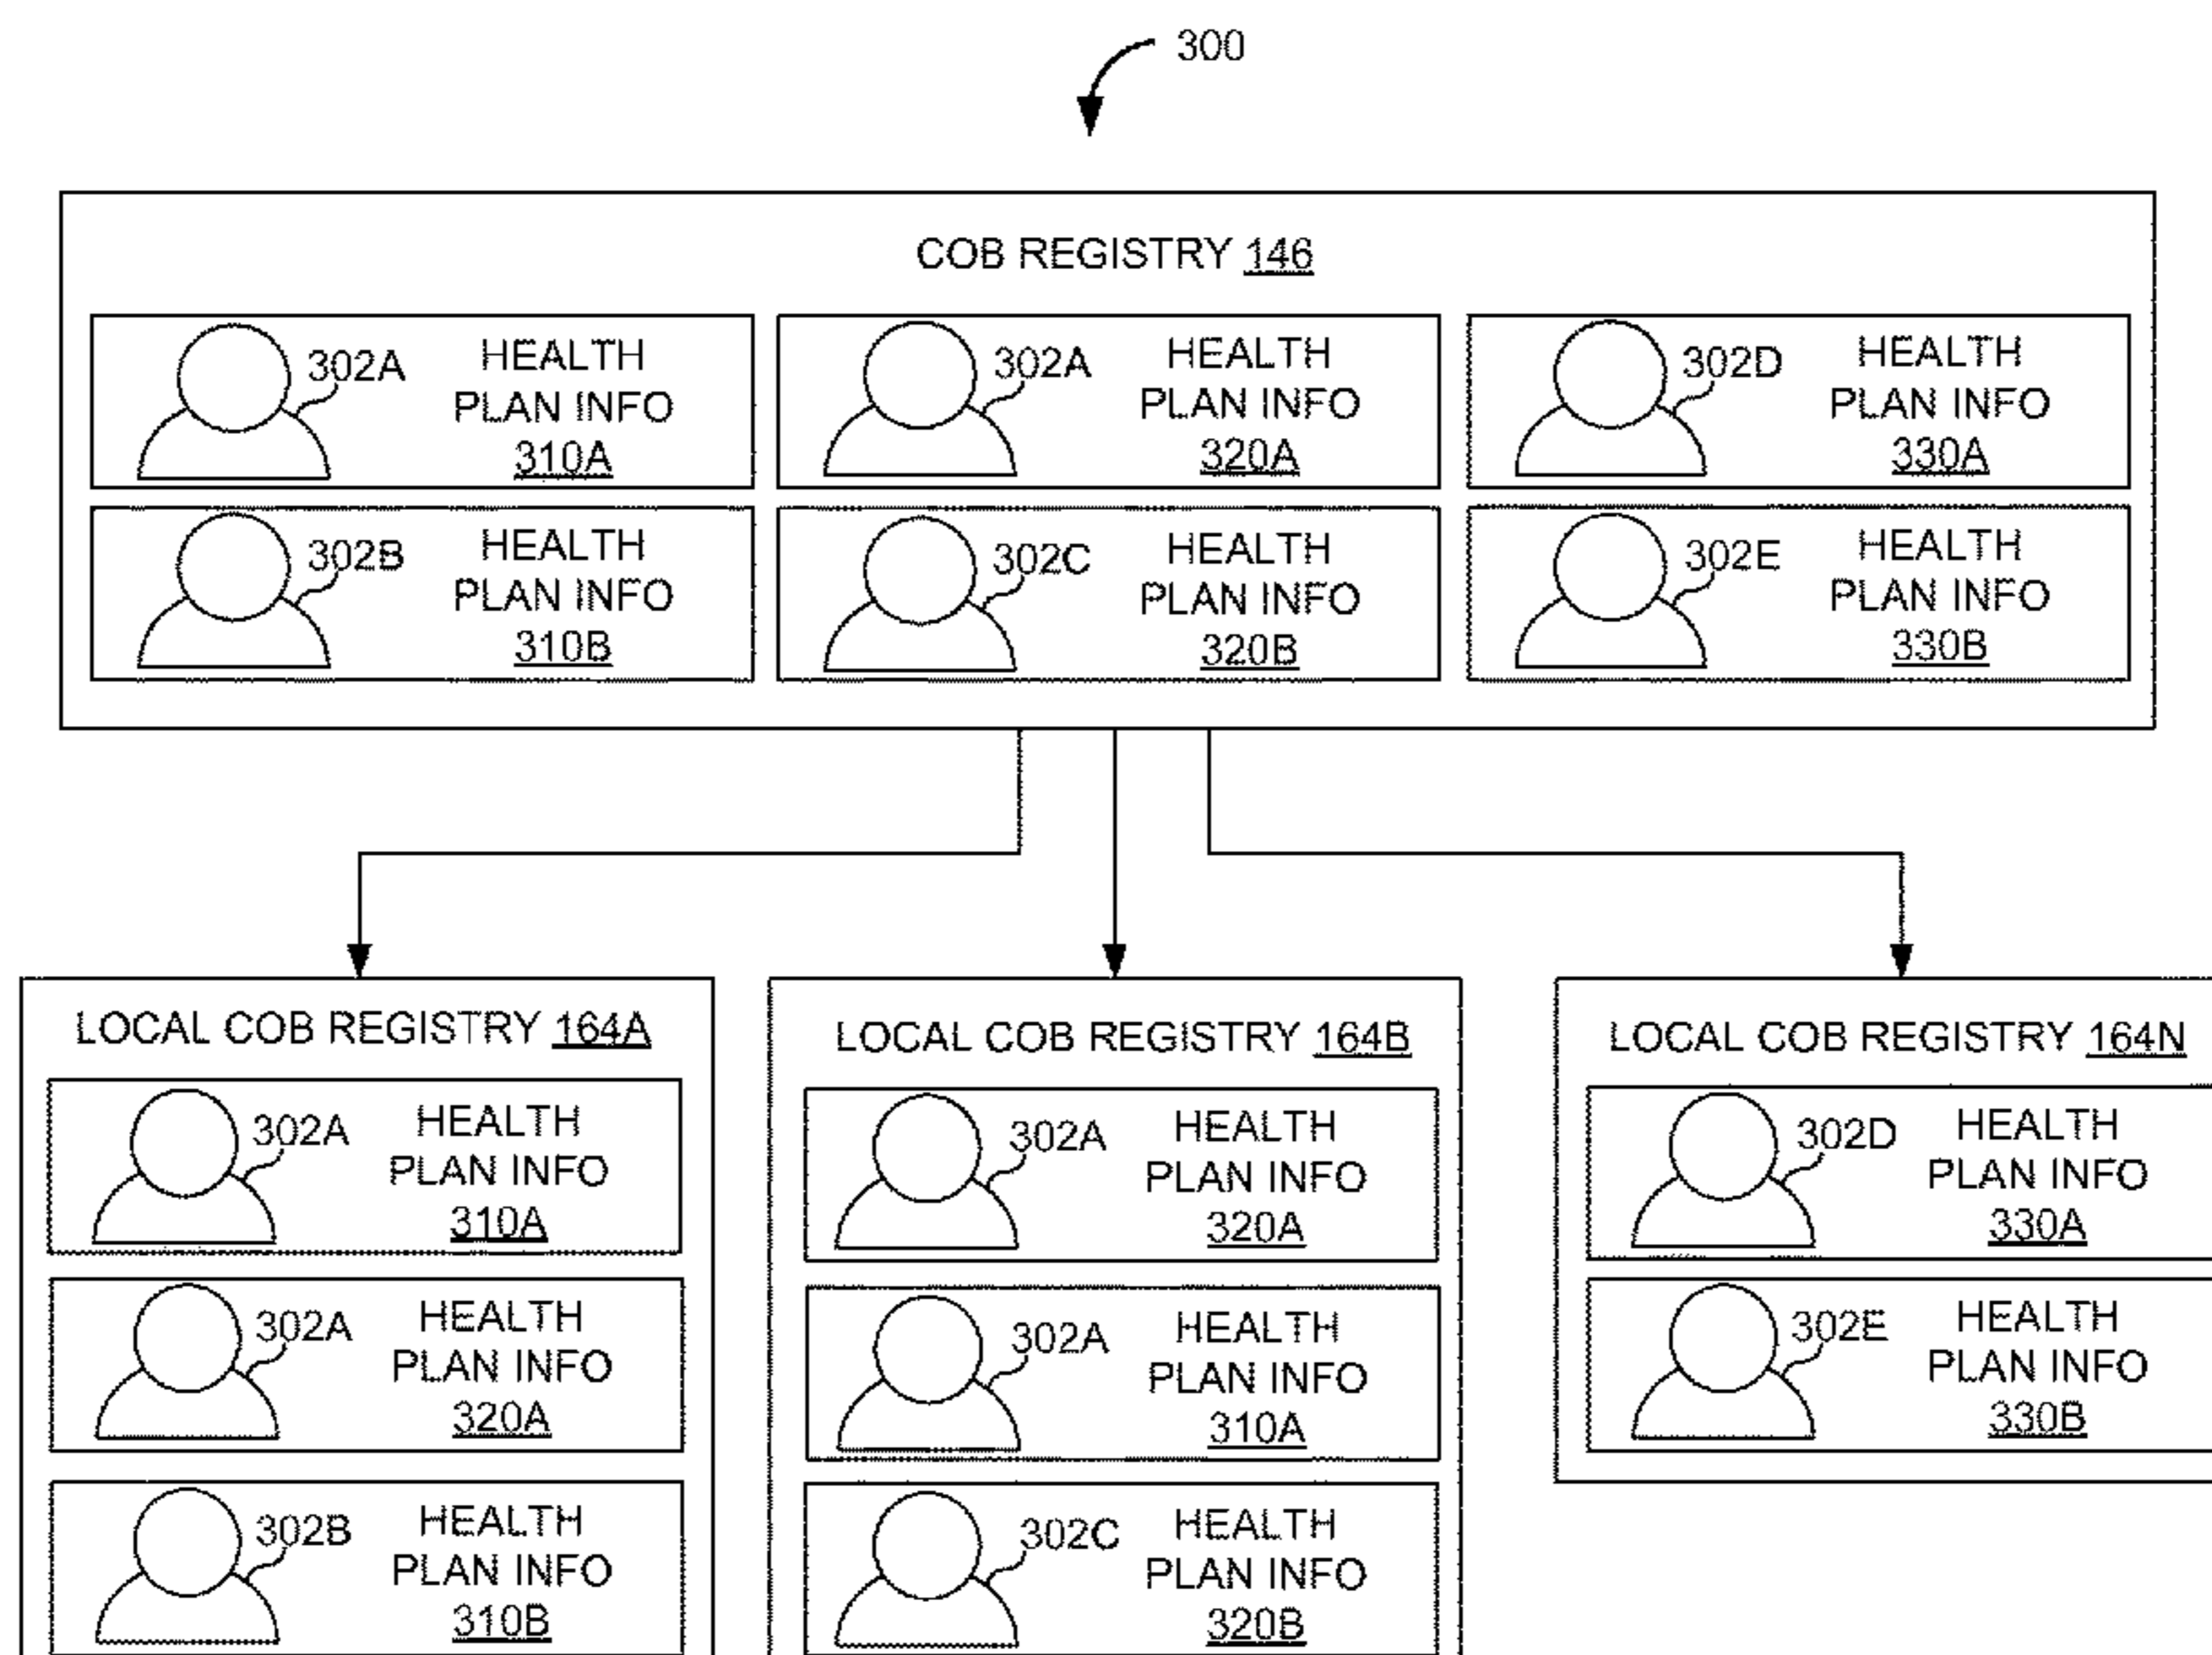 300
COB REGISTRY 146
302A
HEALTH
PLAN INFO
310A
302A
HEALTH
PLAN INFO
320A
302D
HEALTH
PLAN INFO
330A
302B
HEALTH
PLAN INFO
310B
302C
HEALTH
PLAN INFO
320B
302E
HEALTH
PLAN INFO
330B
LOCAL COB REGISTRY 164A
302A
HEALTH
PLAN INFO
310A
302A
HEALTH
PLAN INFO
320A
302B
HEALTH
PLAN INFO
310B
LOCAL COB REGISTRY 164B
302A
HEALTH
PLAN INFO
320A
302A
HEALTH
PLAN INFO
310A
302C
HEALTH
PLAN INFO
320B
LOCAL COB REGISTRY 164N
302D
HEALTH
PLAN INFO
330A
302E
HEALTH
PLAN INFO
330B